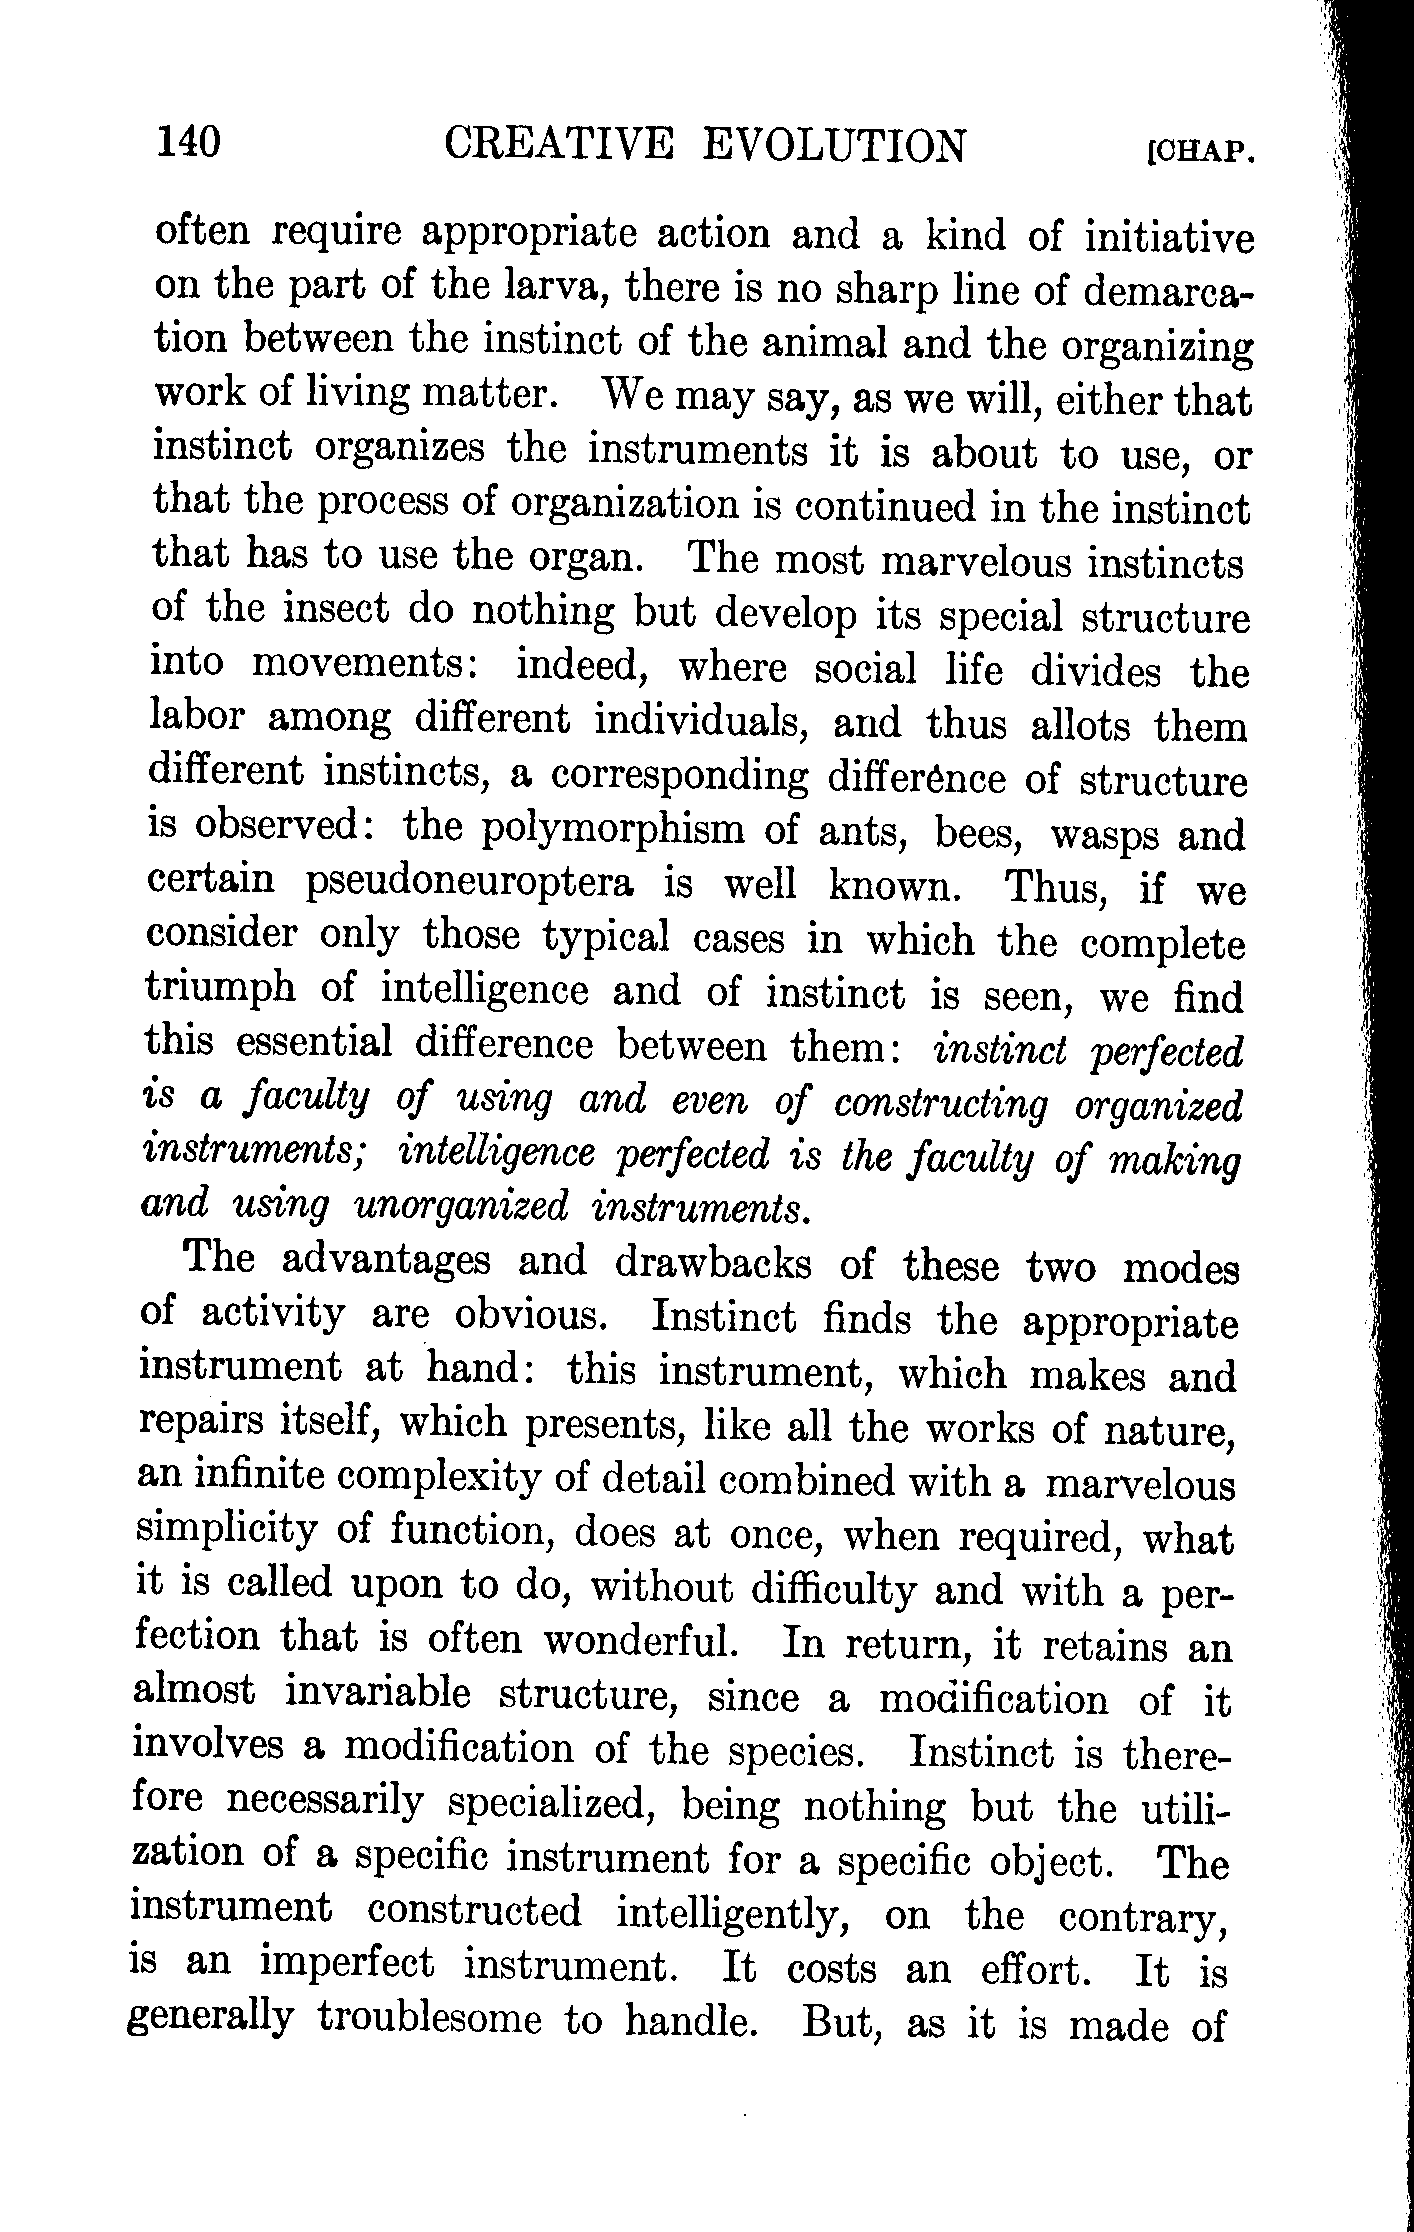 140 CREATIVE EVOLUTION [CHAP.
often require appropriate action and a kind of initiative
on the part of the larva, there is no sharp line of demarca-
tion between the instinct of the animal and the organizing
work of living matter. We may say, as we will, either that
instinct organizes the instruments it is about to use, or
that the process of organization is continued in the instinct
that has to use the organ. The most marvelous instincts
of the insect do nothing but develop its special structure
into movements: indeed, where social life divides the
labor among different individuals, and thus allots them
different instincts, a corresponding difference of structure
is observed: the polymorphism of ants, bees, wasps and
certain pseudoneuroptera is well known. Thus, if we
consider only those typical cases in which the complete
triumph of intelligence and of instinct is seen, we find
this essential difference between them: instinct perfected
is a faculty of using and even of constructing organized
instruments; intelligence perfected is the faculty of making
and using unorganized instruments.
The advantages and drawbacks of these two modes
of activity are obvious. Instinct finds the appropriate
instrument at hand: this instrument, which makes and
repairs itself, which presents, like all the works of nature,
an infinite complexity of detail combined with a marvelous
simplicity of function, does at once, when required, what
it is called upon to do, without difficulty and with a per-
fection that is often wonderful. In return, it retains an
almost invariable structure, since a modification of it
involves a modification of the species. Instinct is there-
fore necessarily specialized, being nothing but the utili-
zation of a specific instrument for a specific object. The
instrument constructed intelligently, on the contrary,
is an imperfect instrument. It costs an effort. It is
generally troublesome to handle. But, as it is made of